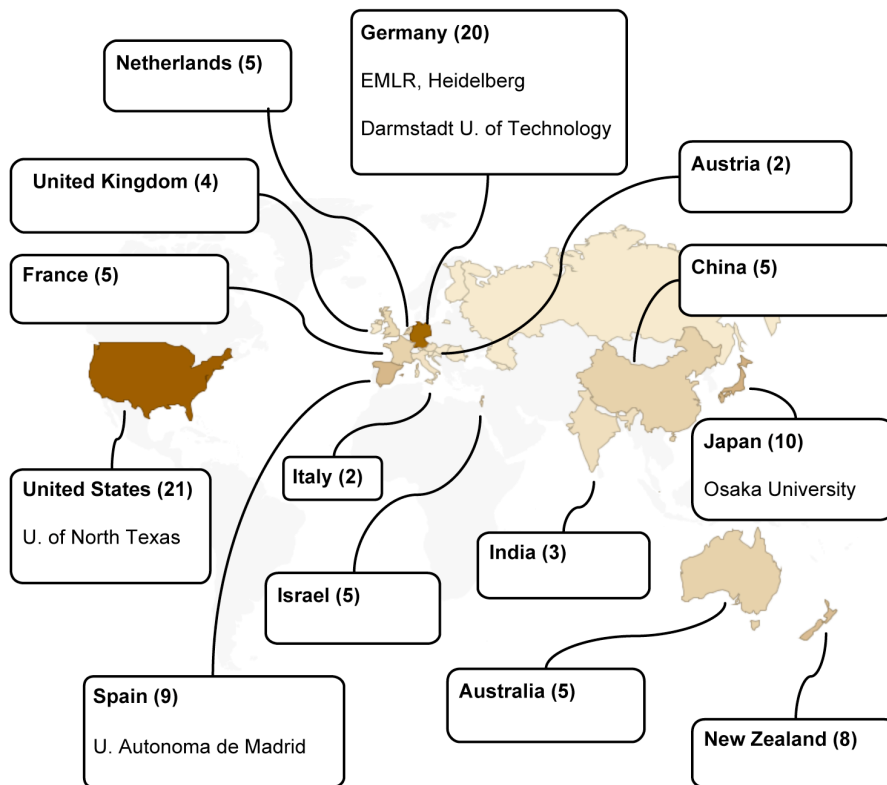 Germany (20)
EMLR, Heidelberg
Darmstadt U. of Technology
Netherlands (5)
Austria (2)
United Kingdom (4)
France (5)
China (5)
Japan (10)
Osaka University
Italy (2)
United States (21)
U. of North Texas
India (3)
Israel (5)
Spain (9)
U. Autonoma de Madrid
Australia (5)
New Zealand (8)